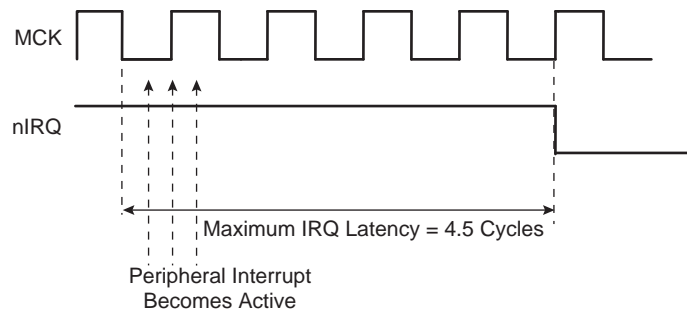 MCK
nIRQ
Maximum IRQ Latency = 4.5 Cycles
Peripheral Interrupt
Becomes Active